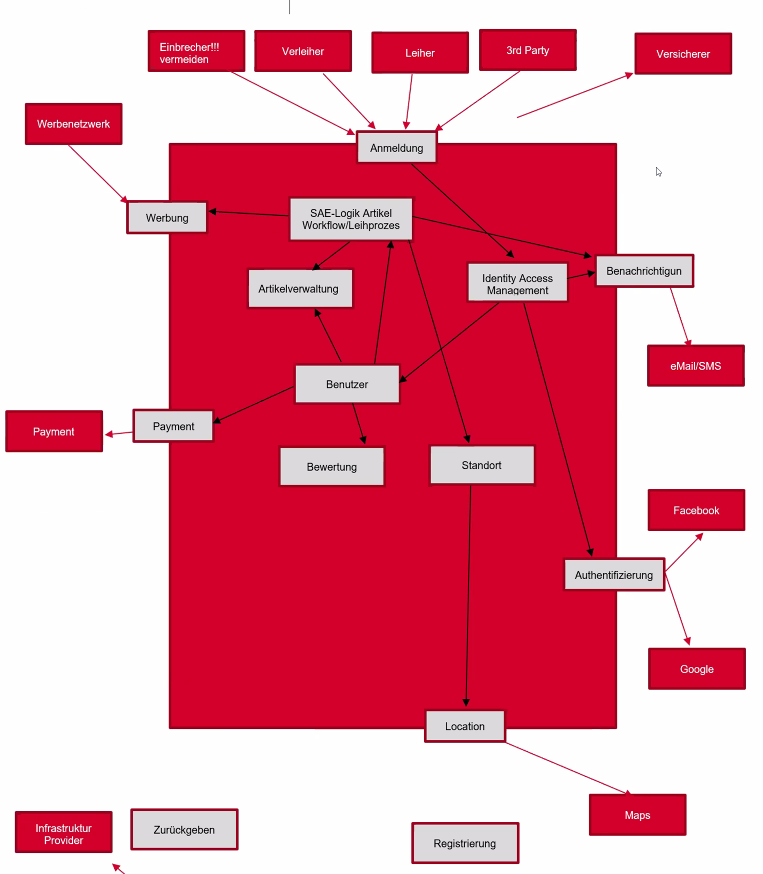 Einbrecher!!!
vermeiden
Verleiher
Leiher
3rd Party
Versicherer
Werbenetzwerk
Anmeldung
Werbung
SAE-Logik Artikel
Workflow/Leihprozes
Artikelverwaltung
Identity Access
Management
Benachrichtigun
eMail/SMS
Benutzer
Payment
Payment
Bewertung
Standort
Facebook
Authentifizierung
Google
Location
Maps
Infrastruktur
Provider
Zurückgeben
Registrierung